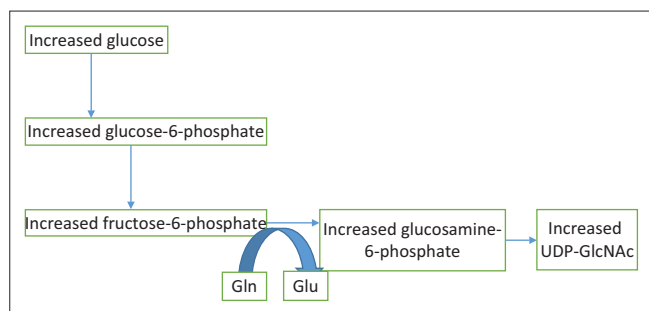 Increased glucose
Increased glucose-6-phosphate
Increased fructose-6-phosphate
Increased glucosamine-
6-phosphate
Increased
UDP-GlcNAc
Gln
Glu